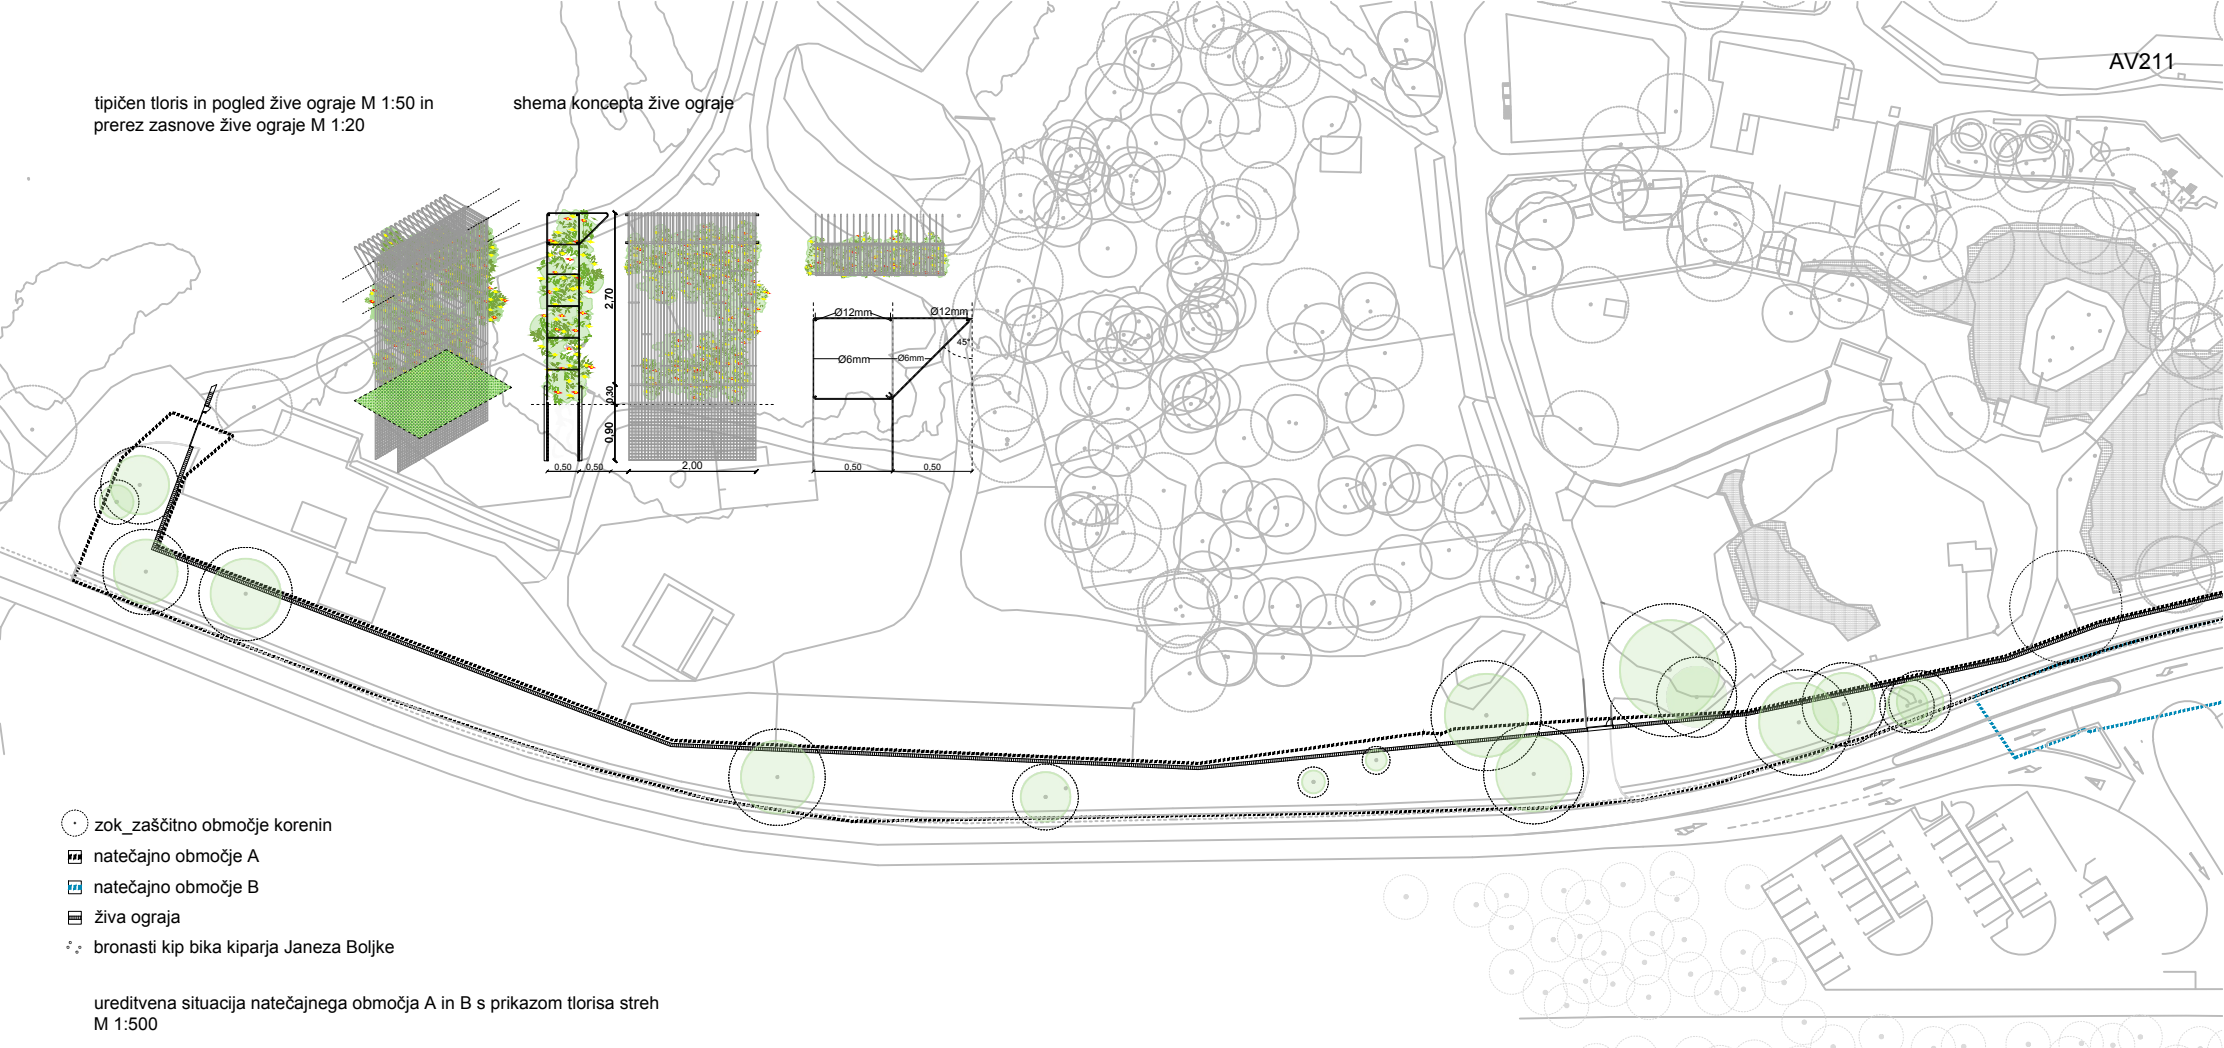 AV211
tipičen tloris in pogled žive ograje M 1:50 in
prerez zasnove žive ograje M 1:20
shema koncepta žive ograje
2,70
0,30
0,90
0,50
0,50
2,00
Ø12mm
Ø12mm
45°
Ø6mm
Ø6mm
0,50
0,50
zok_zaščitno območje korenin
natečajno območje A
natečajno območje B
živa ograja
bronasti kip bika kiparja Janeza Boljke
ureditvena situacija natečajnega območja A in B s prikazom tlorisa streh
M 1:500